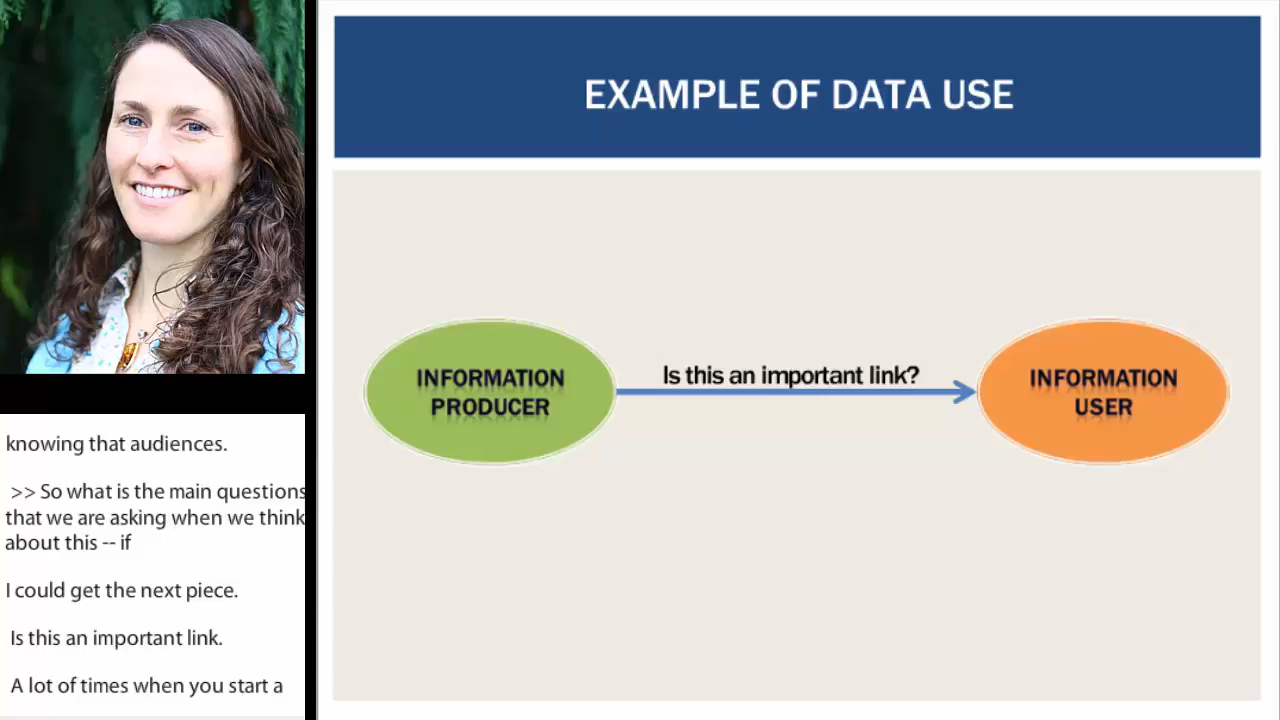 EXAMPLE OF DATA USE
INFORMATION
PRODUCER
Is this an important link?
INFORMATION
USER
knowing that audiences.
>> So what is the main questions
that we are asking when we think
about this -- if
I could get the next piece.
Is this an important link.
A lot of times when you start a